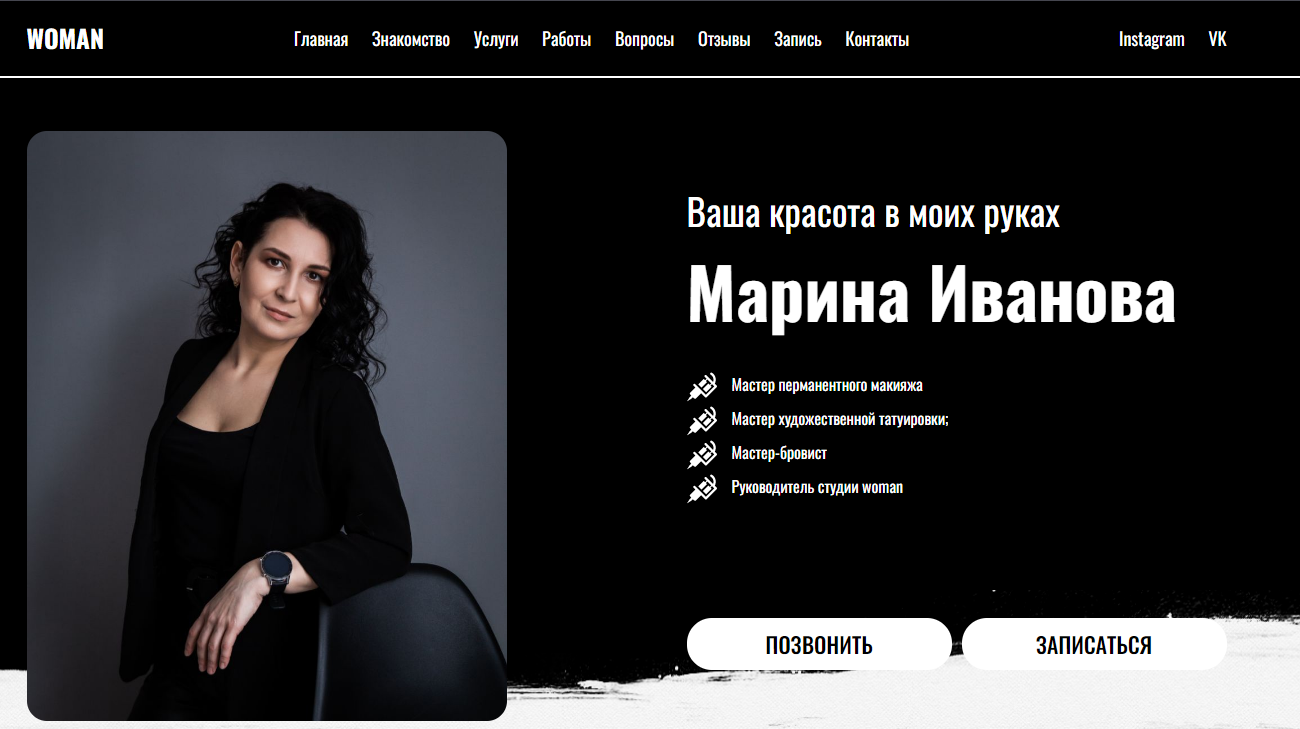 WOMAN
Главная Знакомство Услуги Работы Вопросы Отзывы Запись Контакты
Instagram VK
Ваша красота в моих руках
Марина Иванова
Мастер перманентного макияжа
Мастер художественной татуировки;
Мастер-бровист
Руководитель студии woman
ПОЗВОНИТЬ
ЗАПИСАТЬСЯ